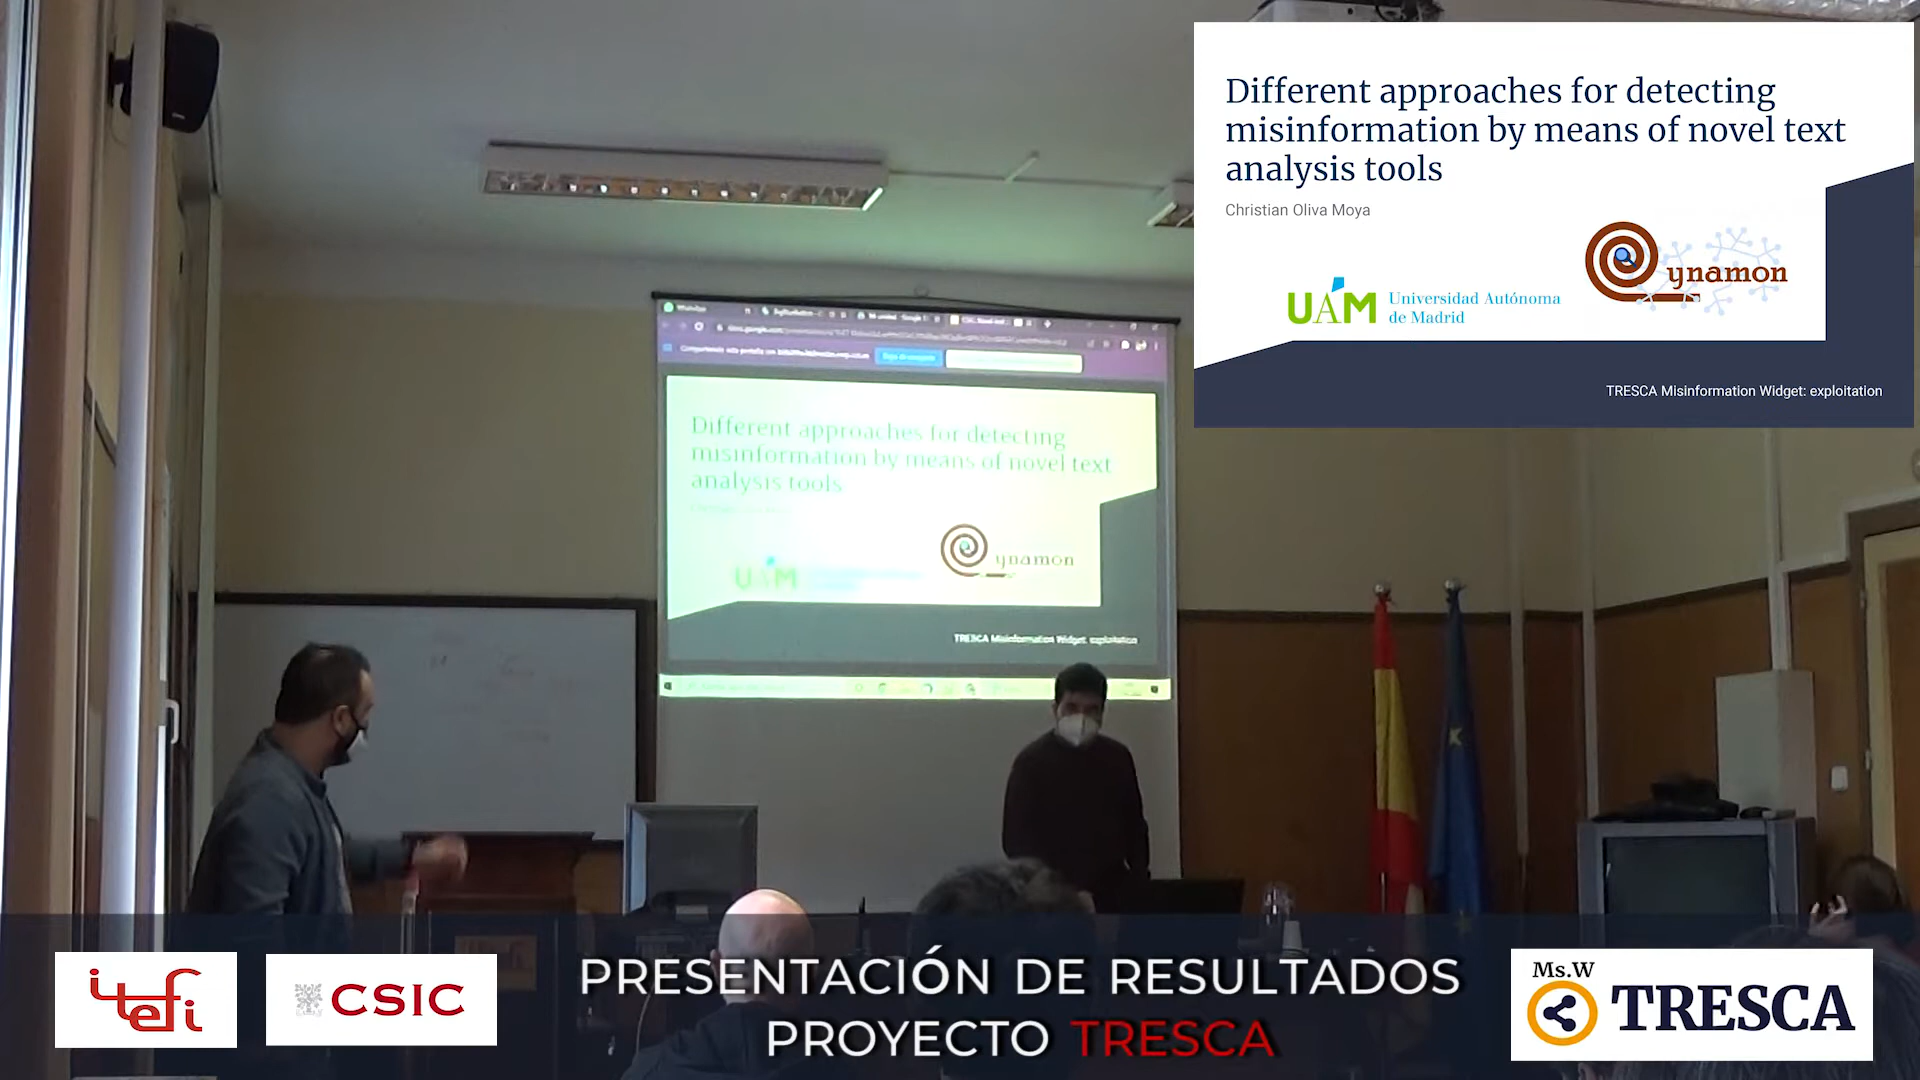 Different approaches for detecting
misinformation by means of novel text
analysis tools
Christian Oliva Moya
UAM Universidad Autónoma
de Madrid
ynamon
TRESCA Misinformation Widget: exploitation
Different approaches for detecting
misinformation by means of novel text
analysis tools
UAM
ynamon
TRESCA Misinformation Widget: exploitation
itefi
CSIC
PRESENTACIÓN DE RESULTADOS
PROYECTO TRESCA
Ms.W
TRESCA